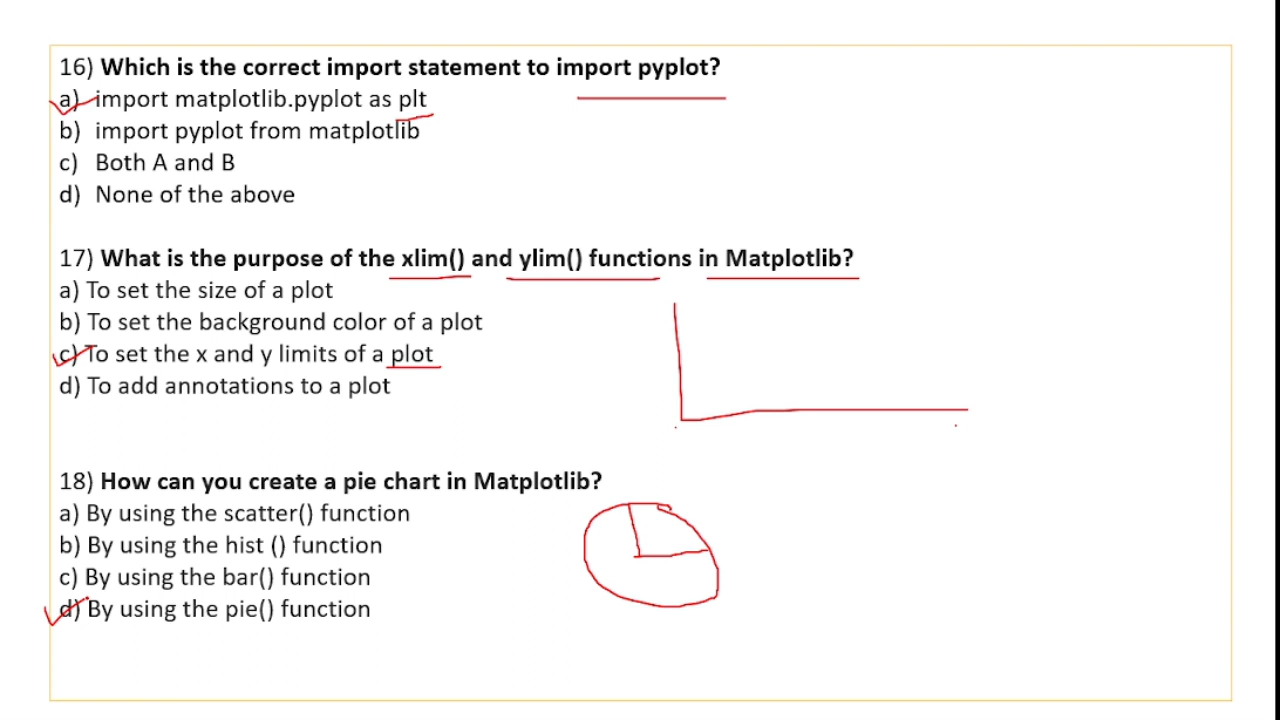 16) Which is the correct import statement to import pyplot?
a) import matplotlib.pyplot as plt
b) import pyplot from matplotlib
c) Both A and B
d) None of the above
17) What is the purpose of the xlim() and ylim() functions in Matplotlib?
a) To set the size of a plot
b) To set the background color of a plot
c) To set the x and y limits of a plot
d) To add annotations to a plot
18) How can you create a pie chart in Matplotlib?
a) By using the scatter() function
b) By using the hist () function
c) By using the bar() function
d) By using the pie() function